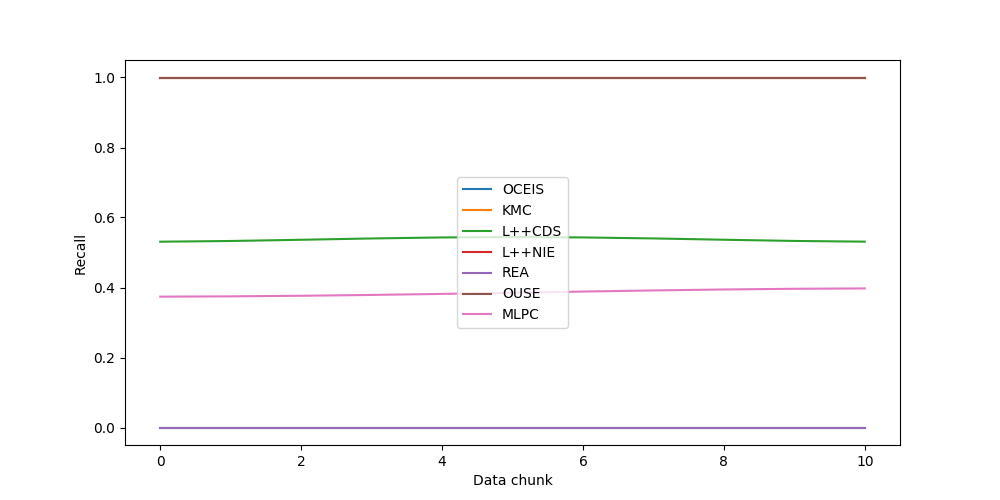 1.0
0.8
0.6
0.4
0.2
0.0
Recall
OCEIS
KMC
L++CDS
L++NIE
REA
OUSE
MLPC
0 2 4 6 8 10
Data chunk